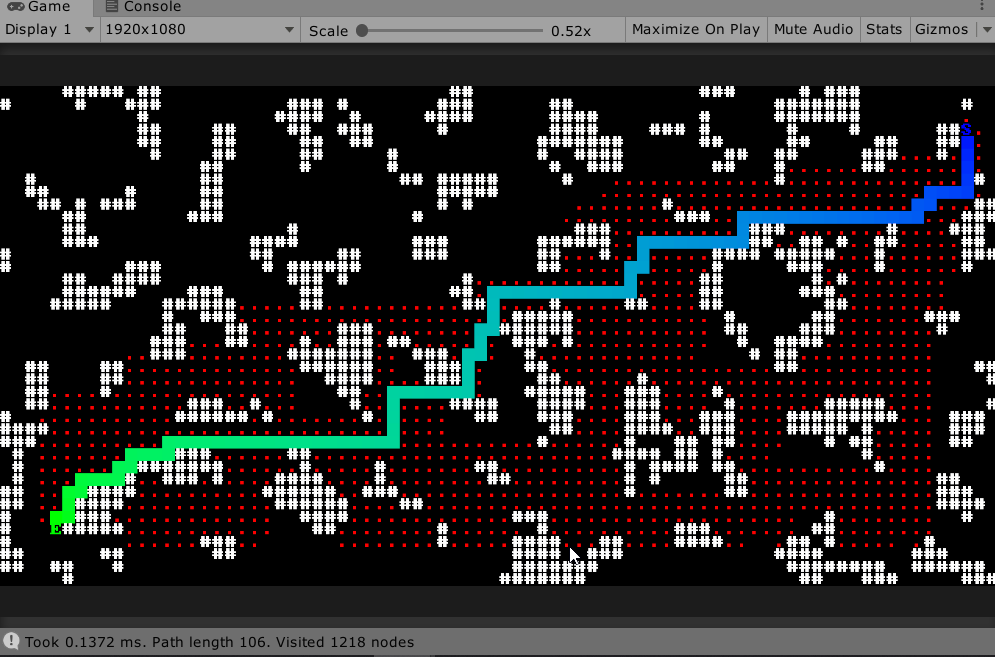 Game Console
Display 1 1920x1080 Scale 0.52x Maximize On Play Mute Audio Stats Gizmos
S
E
Took 0.1372 ms. Path length 106. Visited 1218 nodes